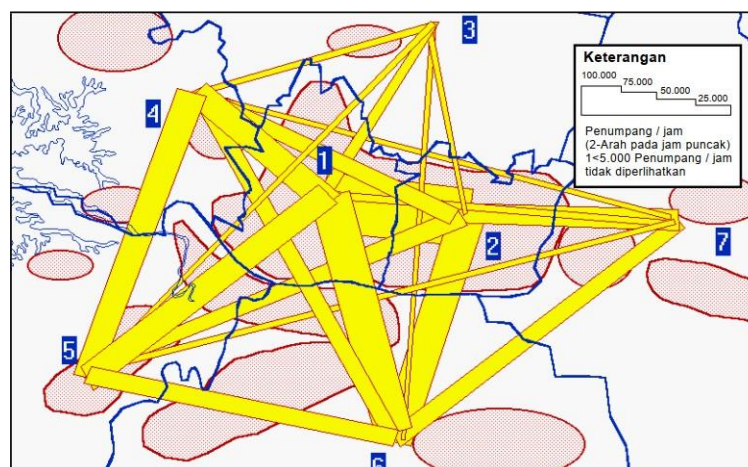 3
Keterangan
100.000
75.000
50.000
25.000
Penumpang / jam
(2-Arah pada jam puncak)
1<5.000 Penumpang / jam
tidak diperlihatkan
4
1
2
7
5
6